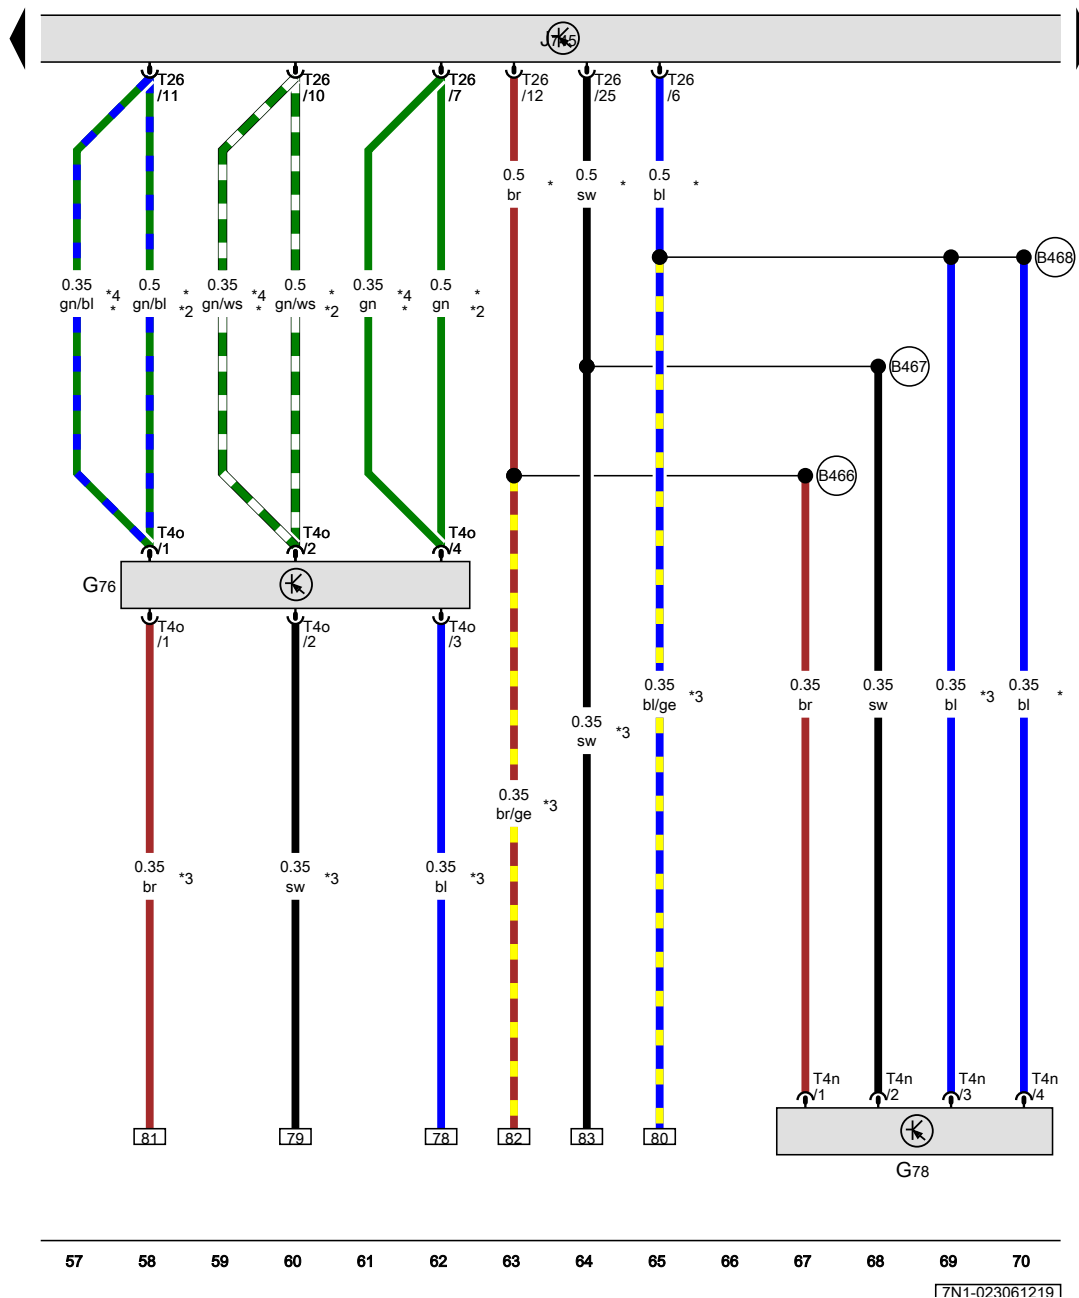 J745
T26
/11
T26
/10
T26
/7
T26
/12
T26
/25
T26
/6
0.5
br
*
0.5
sw
*
0.5
bl
*
B468
0.35
gn/bl
*4
*
0.5
gn/bl
*
*2
0.35
gn/ws
*4
*
0.5
gn/ws
*
*2
0.35
gn
*4
*
0.5
gn
*
*2
B467
B466
T4o
/1
T4o
/2
T4o
/4
G76
T4o
/1
T4o
/2
T4o
/3
0.35
bl/ge
*3
0.35
br
0.35
sw
0.35
bl
*3
0.35
bl
*
0.35
sw
*3
0.35
br/ge
*3
0.35
br
*3
0.35
sw
*3
0.35
bl
*3
T4n
/1
T4n
/2
T4n
/3
T4n
/4
81
79
78
82
83
80
G78
57 58 59 60 61 62 63 64 65 66 67 68 69 70
7N1-023061219